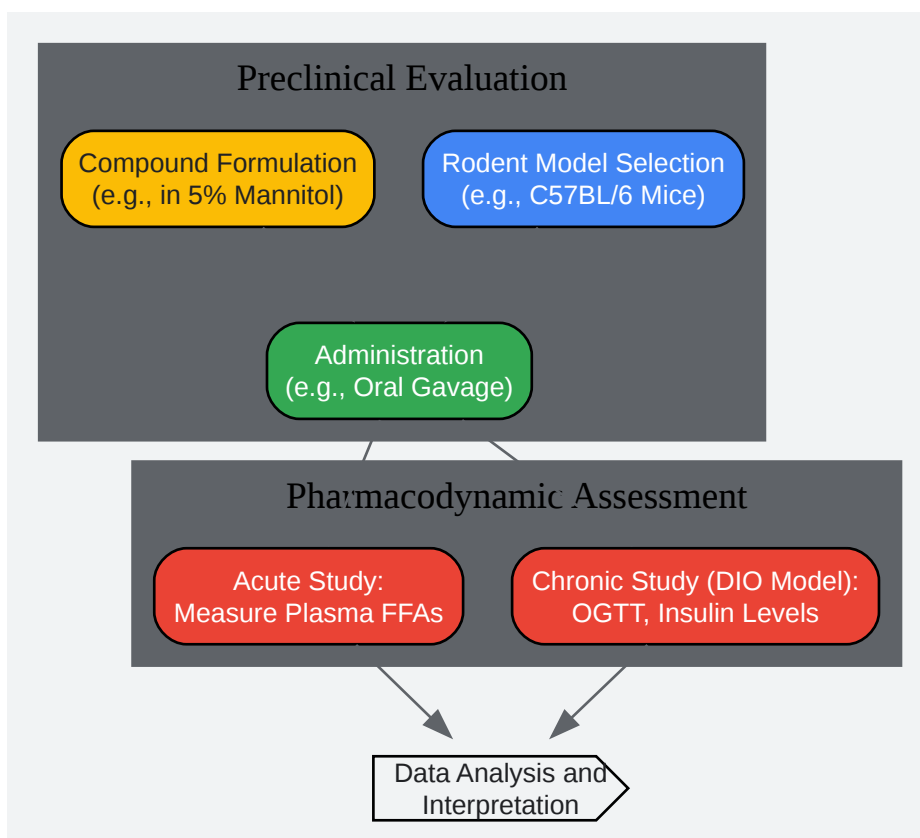 Preclinical Evaluation
Compound Formulation
(e.g., in 5% Mannitol)
Rodent Model Selection
(e.g., C57BL/6 Mice)
Administration
(e.g., Oral Gavage)
Pharmacodynamic Assessment
Acute Study:
Measure Plasma FFAs
Chronic Study (DIO Model):
OGTT, Insulin Levels
Data Analysis and
Interpretation